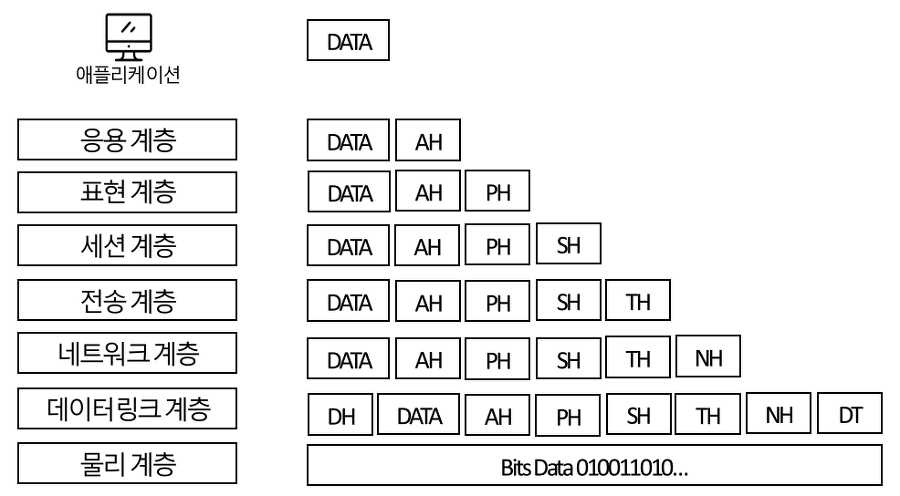 애플리케이션 DATA
응용 계층 DATA AH
표현 계층 DATA AH PH
세션 계층 DATA AH PH SH
전송 계층 DATA AH PH SH TH
네트워크 계층 DATA AH PH SH TH NH
데이터링크 계층 DH DATA AH PH SH TH NH DT
물리 계층 Bits Data 010011010...